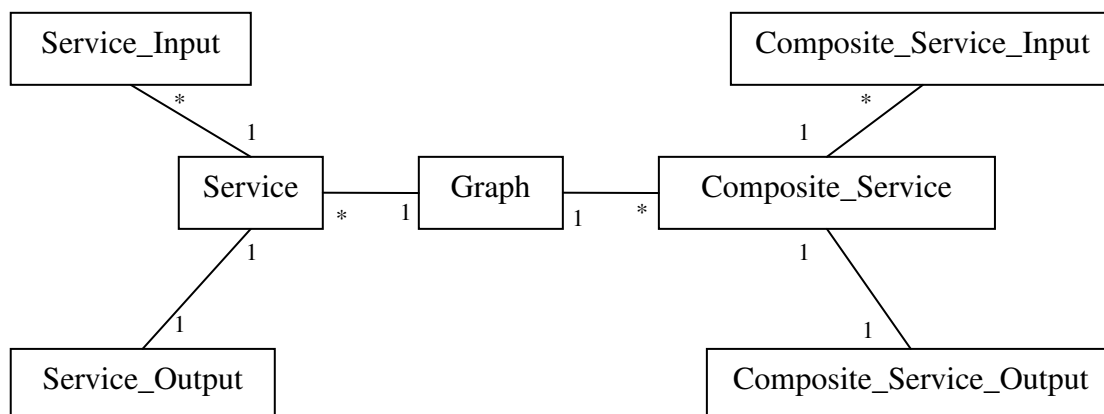 Service_Input
Composite_Service_Input
*
*
1
1
Service
Graph
Composite_Service
*
1
1
*
1
1
1
1
Service_Output
Composite_Service_Output